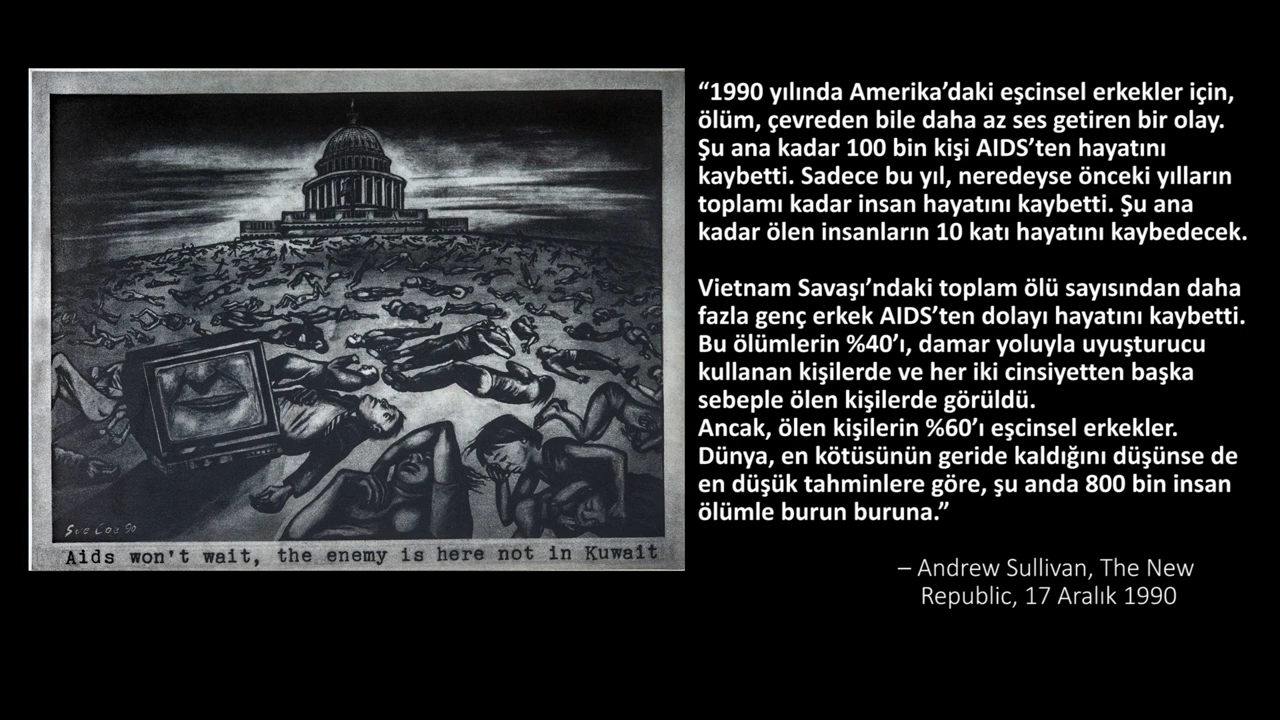 Sue Coe 90
Aids won't wait, the enemy is here not in Kuwait
“1990 yılında Amerika’daki eşcinsel erkekler için,
ölüm, çevreden bile daha az ses getiren bir olay.
Şu ana kadar 100 bin kişi AIDS’ten hayatını
kaybetti. Sadece bu yıl, neredeyse önceki yılların
toplamı kadar insan hayatını kaybetti. Şu ana
kadar ölen insanların 10 katı hayatını kaybedecek.
Vietnam Savaşı’ndaki toplam ölü sayısından daha
fazla genç erkek AIDS’ten dolayı hayatını kaybetti.
Bu ölümlerin %40’ı, damar yoluyla uyuşturucu
kullanan kişilerde ve her iki cinsiyetten başka
sebeple ölen kişilerde görüldü.
Ancak, ölen kişilerin %60’ı eşcinsel erkekler.
Dünya, en kötüsünün geride kaldığını düşünse de
en düşük tahminlere göre, şu anda 800 bin insan
ölümle burun buruna.”
– Andrew Sullivan, The New
Republic, 17 Aralık 1990